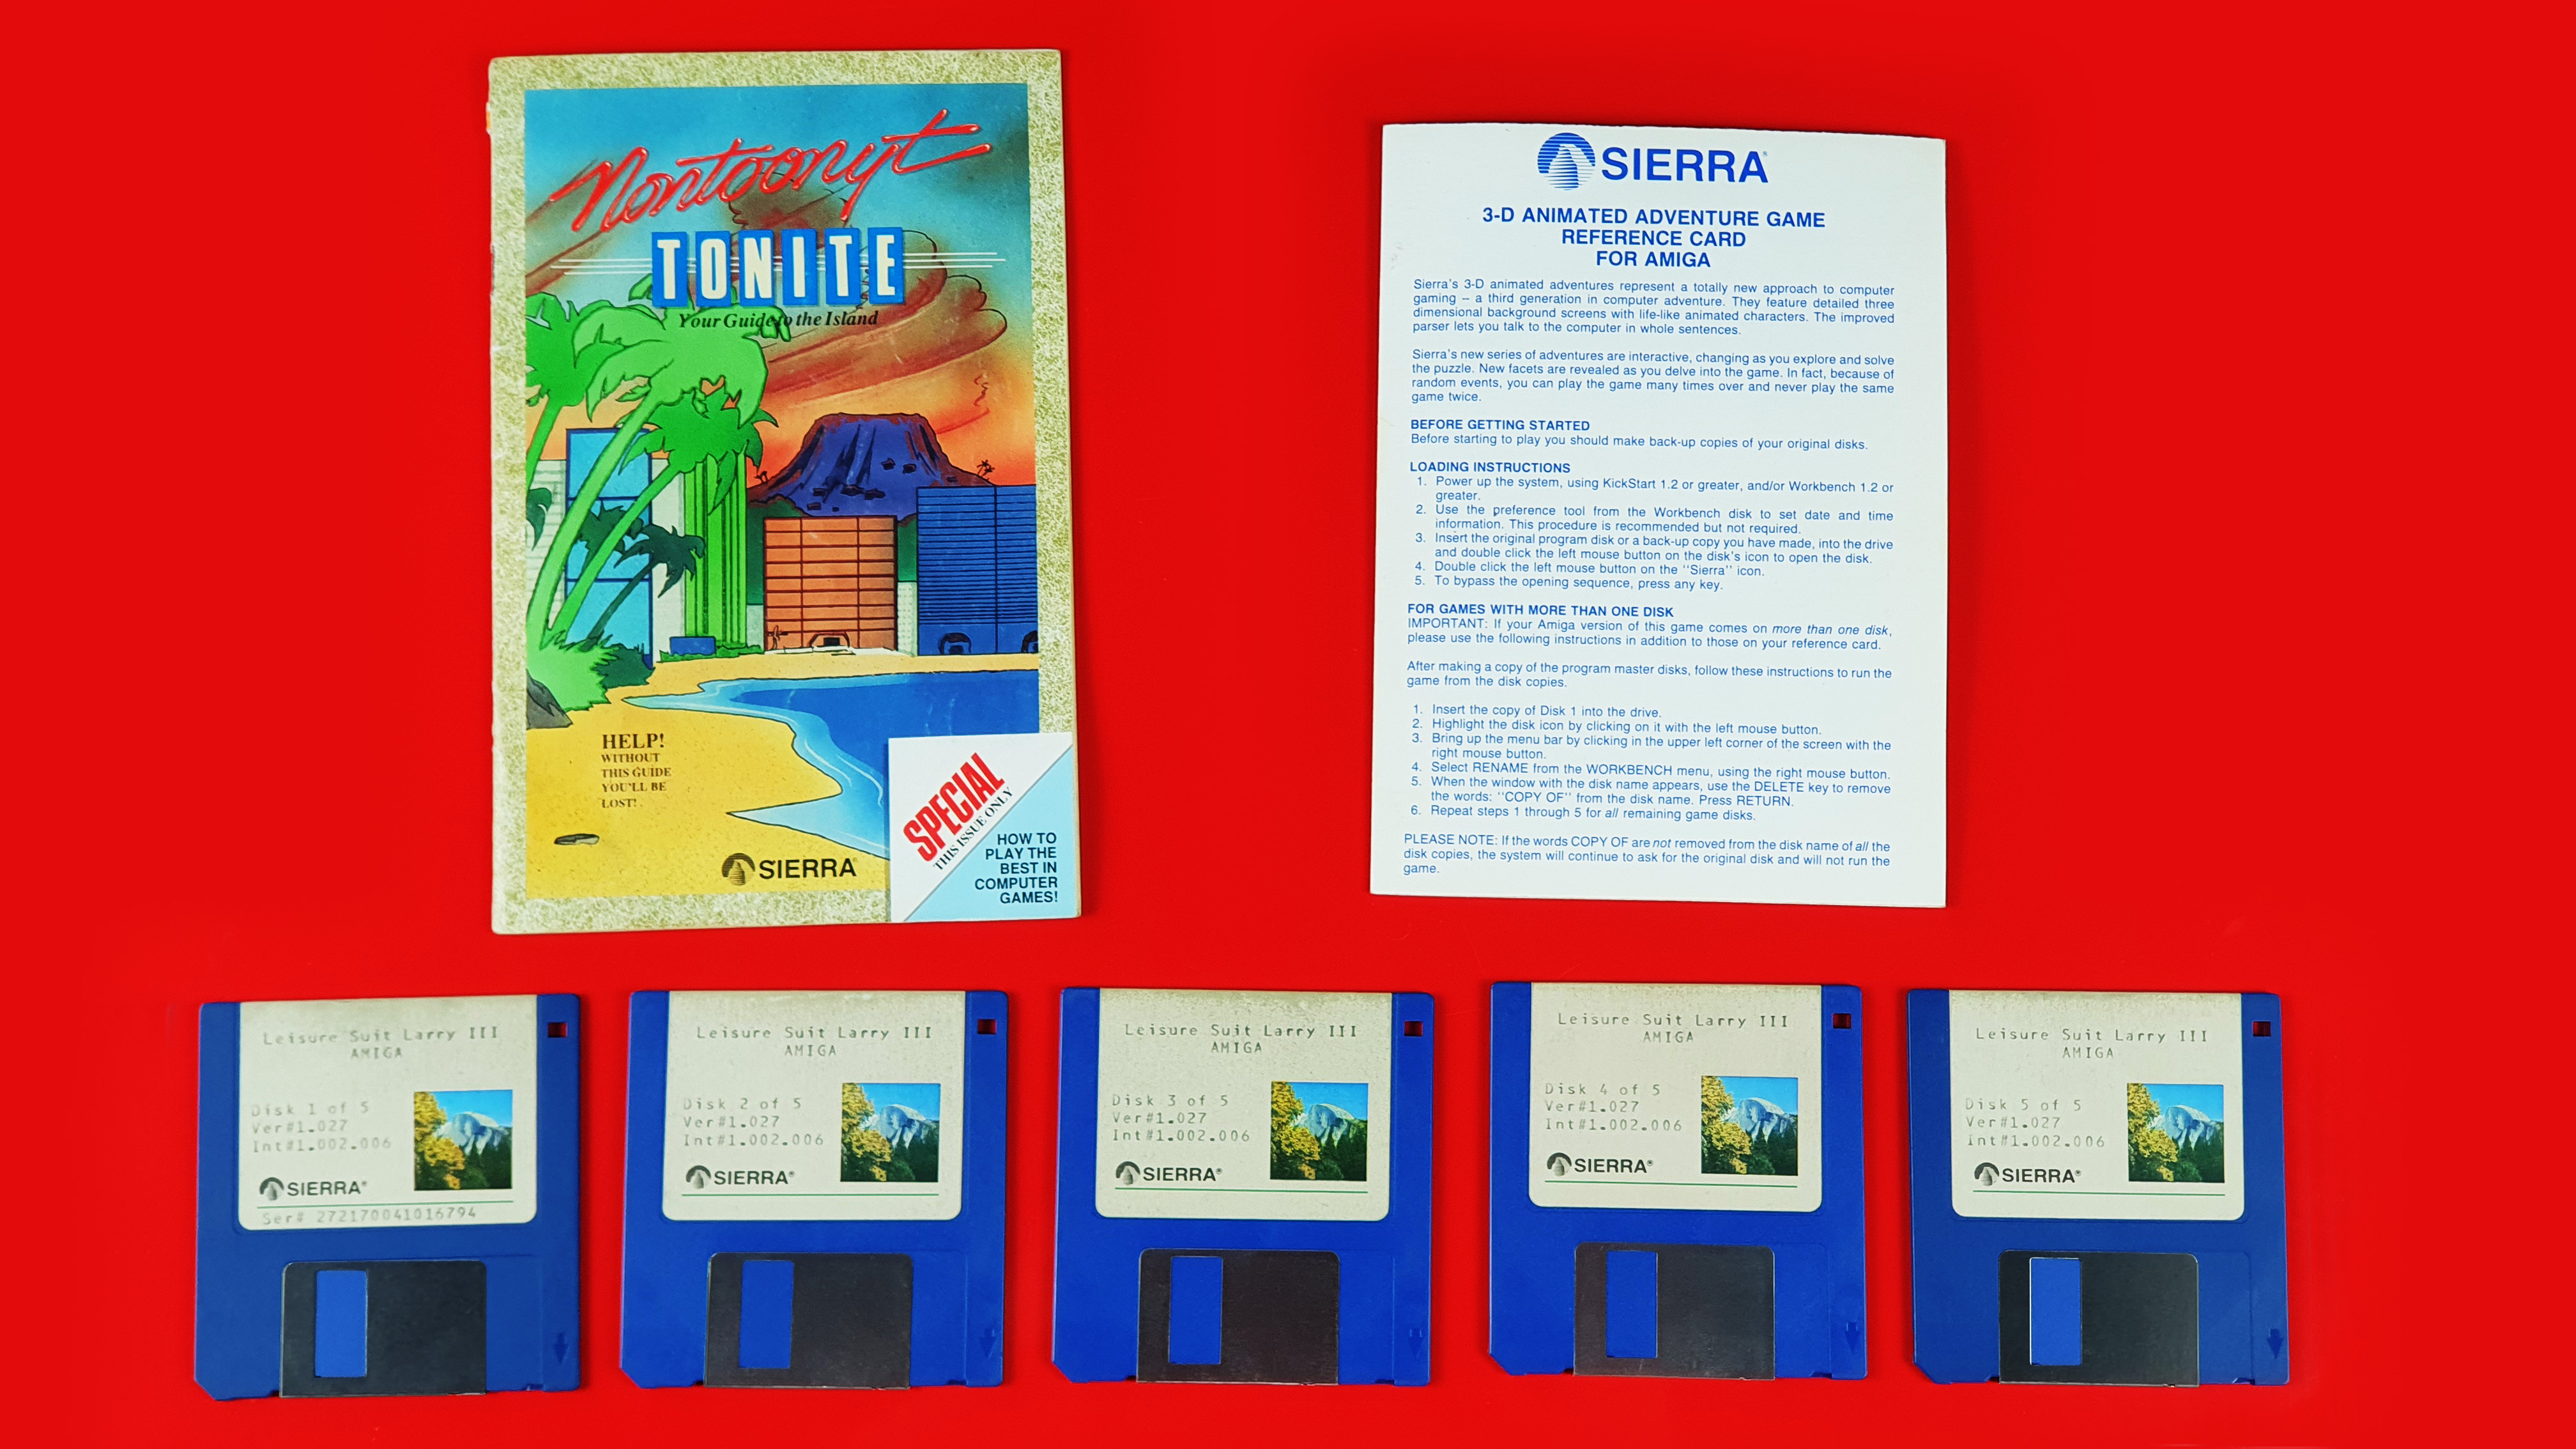 Nontoonyt
TONITE
Your Guide to the Island
HELP!
WITHOUT
THIS GUIDE
YOU'LL BE
LOST!
SIERRA
SPECIAL
THIS ISSUE ONLY
HOW TO
PLAY THE
BEST IN
COMPUTER
GAMES!
SIERRA®
3-D ANIMATED ADVENTURE GAME
REFERENCE CARD
FOR AMIGA
Sierra's 3-D animated adventures represent a totally new approach to computer
gaming – a third generation in computer adventure. They feature detailed three
dimensional background screens with life-like animated characters. The improved
parser lets you talk to the computer in whole sentences.
Sierra's new series of adventures are interactive, changing as you explore and solve
the puzzle. New facets are revealed as you delve into the game. In fact, because of
random events, you can play the game many times over and never play the same
game twice.
BEFORE GETTING STARTED
Before starting to play you should make back-up copies of your original disks.
LOADING INSTRUCTIONS
1. Power up the system, using KickStart 1.2 or greater, and/or Workbench 1.2 or
greater.
2. Use the preference tool from the Workbench disk to set date and time
information. This procedure is recommended but not required.
3. Insert the original program disk or a back-up copy you have made, into the drive
and double click the left mouse button on the disk's icon to open the disk.
4. Double click the left mouse button on the ''Sierra'' icon.
5. To bypass the opening sequence, press any key.
FOR GAMES WITH MORE THAN ONE DISK
IMPORTANT: If your Amiga version of this game comes on more than one disk,
please use the following instructions in addition to those on your reference card.
After making a copy of the program master disks, follow these instructions to run the
game from the disk copies.
1. Insert the copy of Disk 1 into the drive.
2. Highlight the disk icon by clicking on it with the left mouse button.
3. Bring up the menu bar by clicking in the upper left corner of the screen with the
right mouse button.
4. Select RENAME from the WORKBENCH menu, using the right mouse button.
5. When the window with the disk name appears, use the DELETE key to remove
the words: ''COPY OF'' from the disk name. Press RETURN.
6. Repeat steps 1 through 5 for all remaining game disks.
PLEASE NOTE: If the words COPY OF are not removed from the disk name of all the
disk copies, the system will continue to ask for the original disk and will not run the
game.
Leisure Suit Larry III
AMIGA
Disk 1 of 5
Ver#1.027
Int#1.002.006
SIERRA®
Ser# 272170041016794
Leisure Suit Larry III
AMIGA
Disk 2 of 5
Ver#1.027
Int#1.002.006
SIERRA®
Leisure Suit Larry III
AMIGA
Disk 3 of 5
Ver#1.027
Int#1.002.006
SIERRA®
Leisure Suit Larry III
AMIGA
Disk 4 of 5
Ver#1.027
Int#1.002.006
SIERRA®
Leisure Suit Larry III
AMIGA
Disk 5 of 5
Ver#1.027
Int#1.002.006
SIERRA®